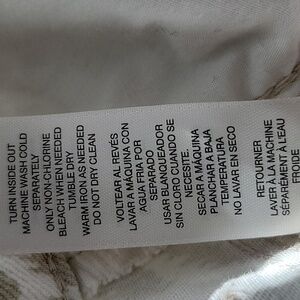 TURN INSIDE OUT
MACHINE WASH COLD
SEPARATELY
ONLY NON-CHLORINE
BLEACH WHEN NEEDED
TUMBLE DRY
WARM IRON AS NEEDED
DO NOT DRY CLEAN
VOLTEAR AL REVÉS
LAVAR A MÁQUINA CON
AGUA FRIA POR
SEPARADO
USAR BLANQUEADOR
SIN CLORO CUANDO SE
NECESITE.
SECAR A MÁQUINA
PLANCHAR A BAJA
TEMPERATURA
NO LAVAR EN SECO
RETOURNER
LAVER À LA MACHINE
SÉPARÉMENT À L'EAU
FROIDE